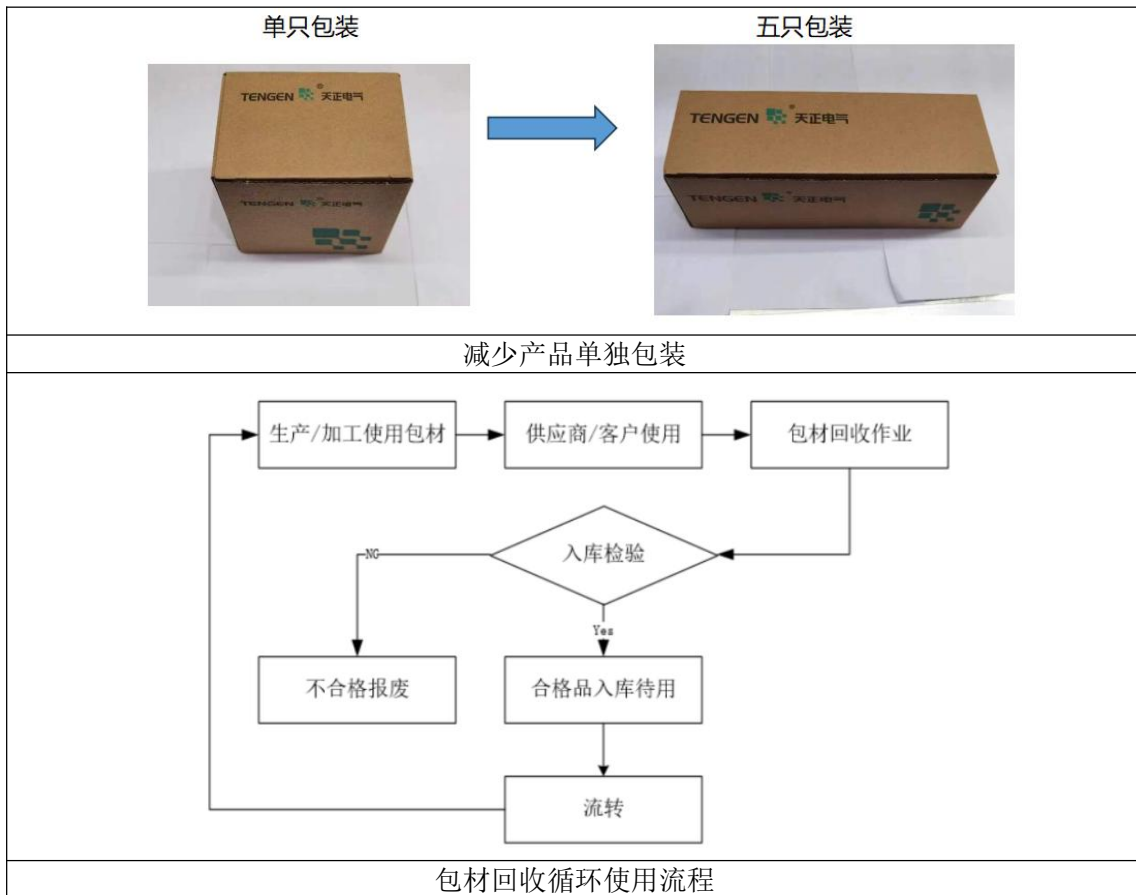 单只包装
五只包装
TENGEN 天正电气
TENGEN 天正电气
TENGEN 天正电气
TENGEN 天正电气
减少产品单独包装
生产/加工使用包材
供应商/客户使用
包材回收作业
入库检验
NG
Yes
不合格报废
合格品入库待用
流转
包材回收循环使用流程